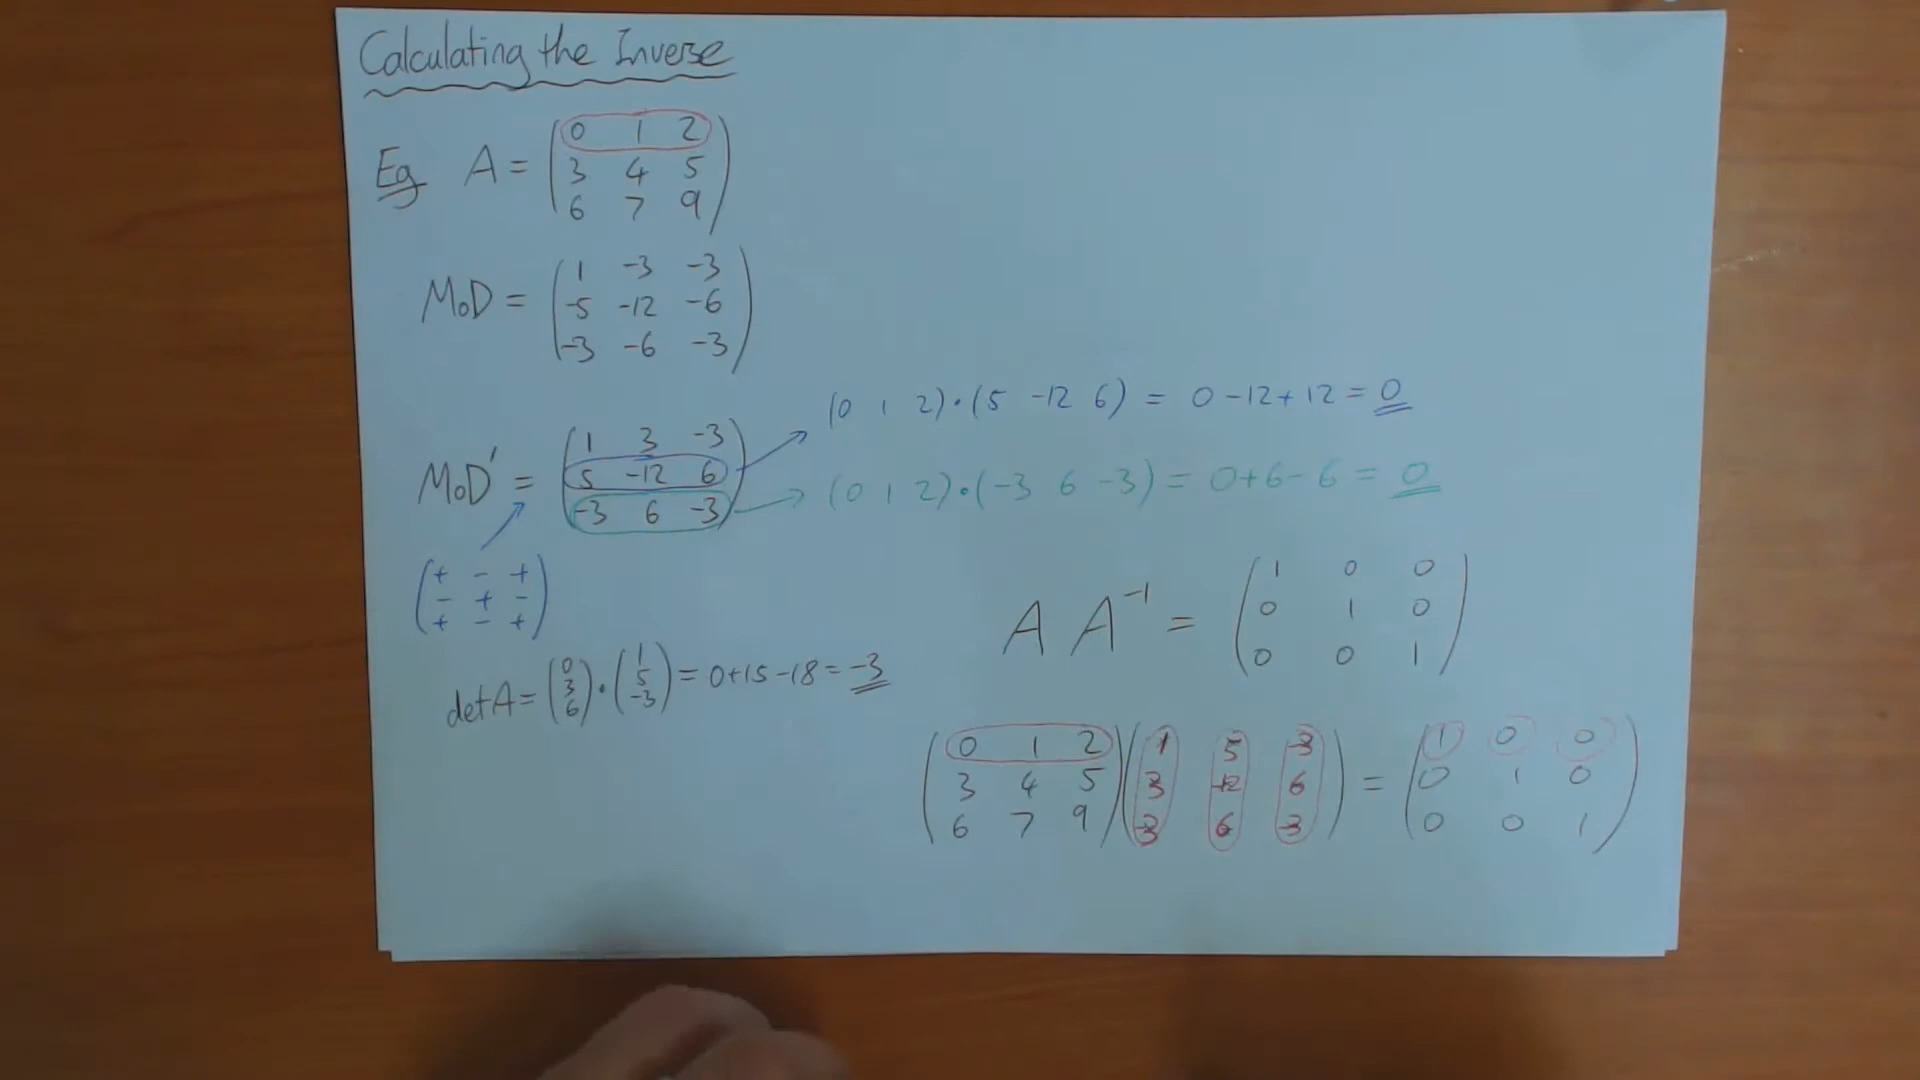 Calculating the Inverse
Eg A = (0 1 2
3 4 5
6 7 9)
MoD = (1 -3 -3
-5 -12 -6
-3 -6 -3)
MoD' = (1 3 -3
5 -12 6
-3 6 -3)
(0 1 2)·(5 -12 6) = 0-12+12 = 0
(0 1 2)·(-3 6 -3) = 0+6-6 = 0
(+ - +
- + -
+ - +)
det A = (0 3 6)·(1 5 -3) = 0+15-18 = -3
A A⁻¹ = (1 0 0
0 1 0
0 0 1)
(0 1 2)(1 5 -3) = (1 0 0)
(3 4 5)(3 -12 6) (0 1 0)
(6 7 9)(-3 6 -3) (0 0 1)